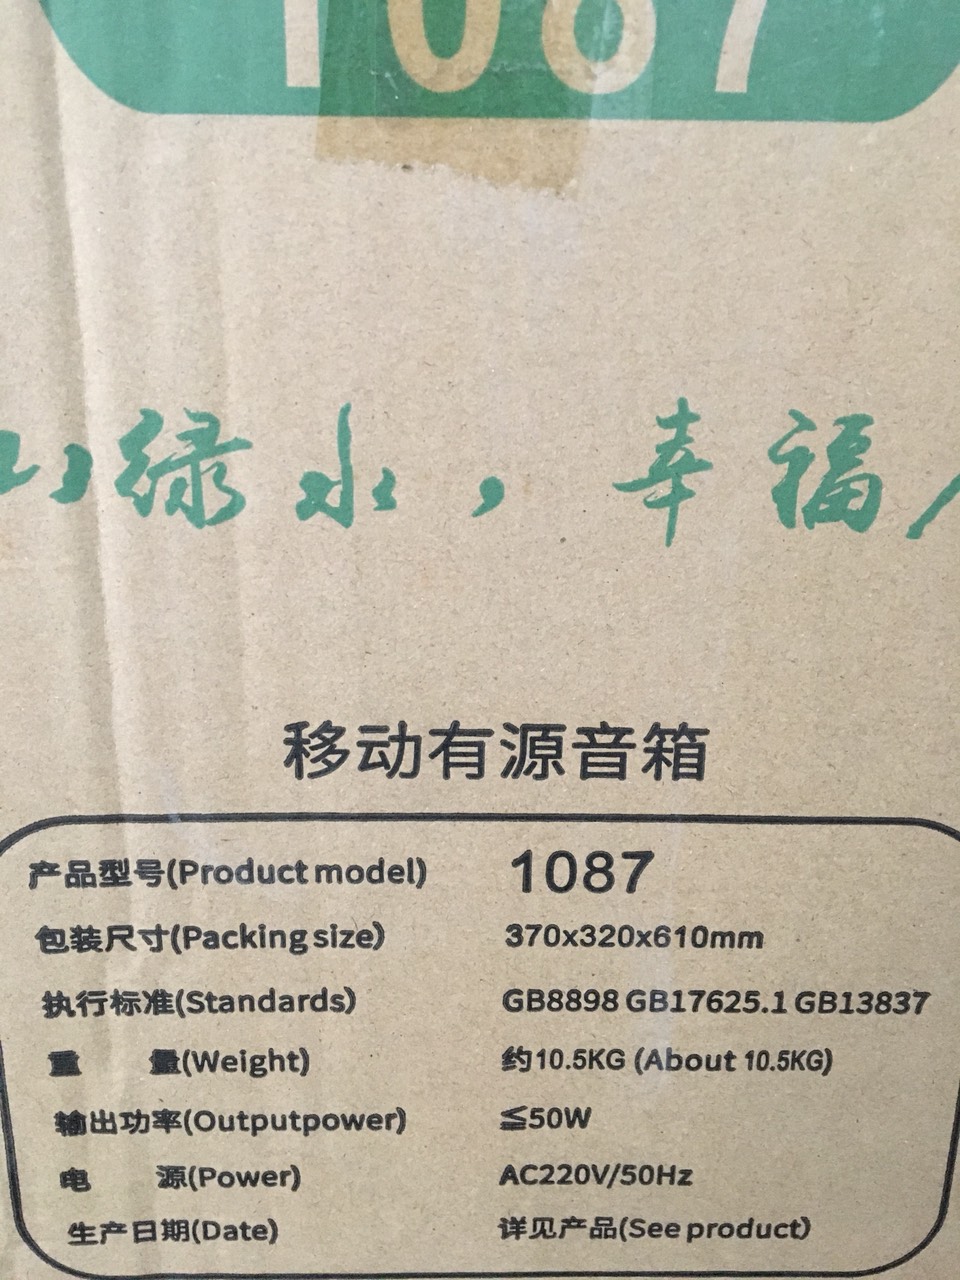 1087
山绿水，幸福
移动有源音箱
产品型号(Product model) 1087
包装尺寸(Packing size) 370x320x610mm
执行标准(Standards) GB8898 GB17625.1 GB13837
重 量(Weight) 约10.5KG (About 10.5KG)
输出功率(Outputpower) ≦50W
电 源(Power) AC220V/50Hz
生产日期(Date) 详见产品(See product)